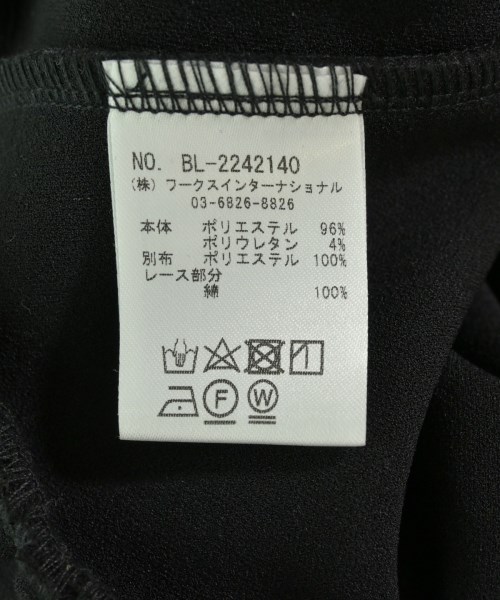 NO. BL-2242140
(株) ワークスインターナショナル
03-6826-8826
本体 ポリエステル 96%
ポリウレタン 4%
別布 ポリエステル 100%
レース部分
綿 100%
F W